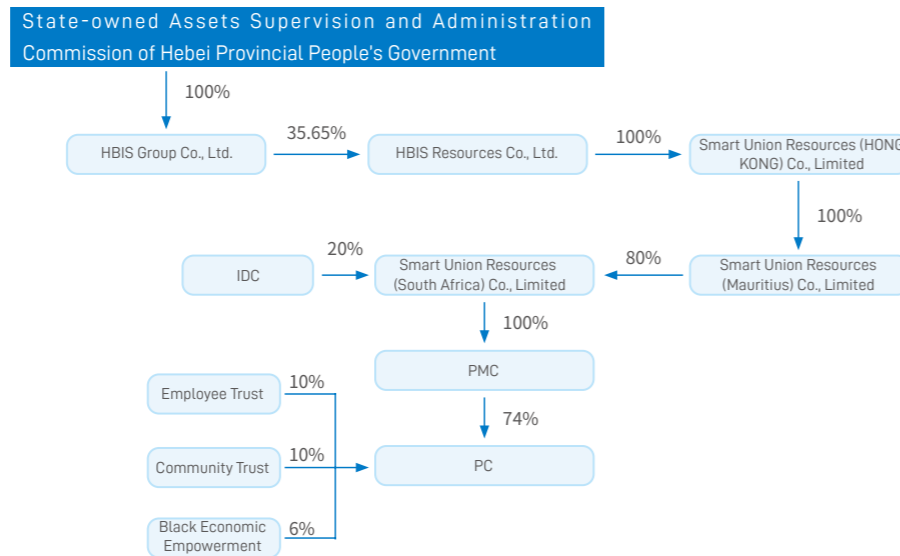 State-owned Assets Supervision and Administration
Commission of Hebei Provincial People's Government
100%
HBIS Group Co., Ltd.
35.65%
HBIS Resources Co., Ltd.
100%
Smart Union Resources (HONG
KONG) Co., Limited
100%
IDC
20%
Smart Union Resources
(South Africa) Co., Limited
80%
Smart Union Resources
(Mauritius) Co., Limited
100%
PMC
74%
Employee Trust
10%
Community Trust
10%
PC
Black Economic
Empowerment
6%